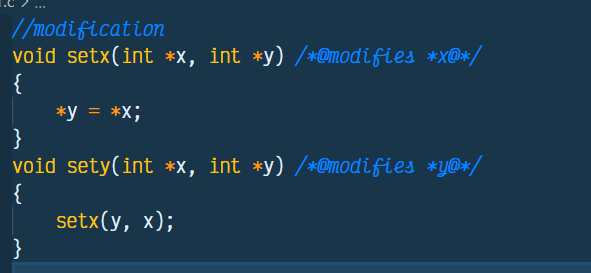 .c > ...
//modification
void setx(int *x, int *y) /*@modifies *x@*/
{
    *y = *x;
}
void sety(int *x, int *y) /*@modifies *y@*/
{
    setx(y, x);
}